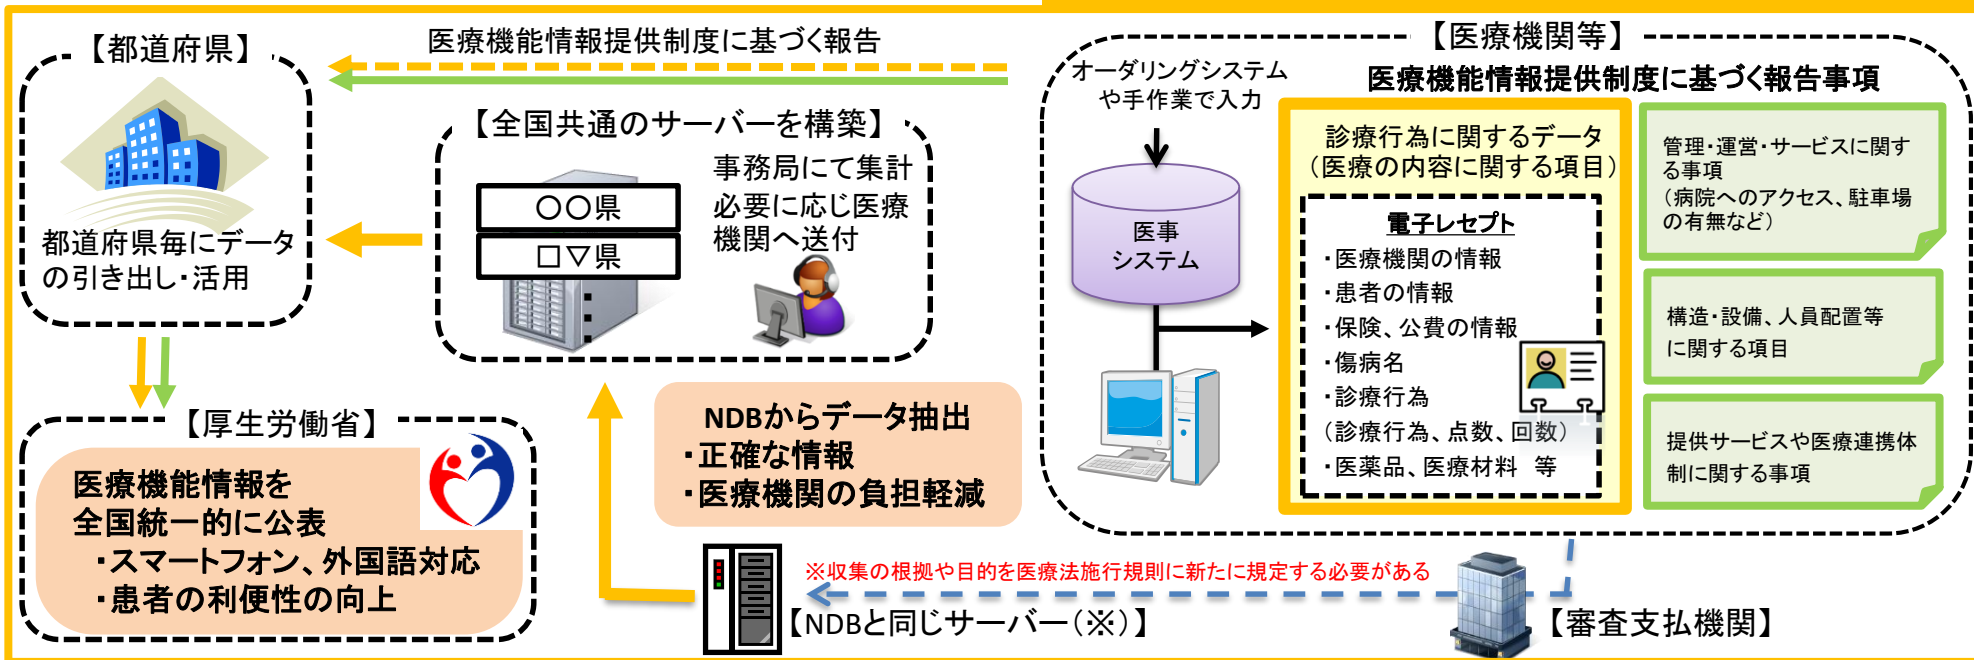 【都道府県】
都道府県毎にデータ
の引き出し・活用
医療機能情報提供制度に基づく報告
【全国共通のサーバーを構築】
〇〇県
□▽県
事務局にて集計
必要に応じ医療
機関へ送付
【厚生労働省】
医療機能情報を
全国統一的に公表
・スマートフォン、外国語対応
・患者の利便性の向上
NDBからデータ抽出
・正確な情報
・医療機関の負担軽減
【医療機関等】
オーダリングシステム
や手作業で入力
医事
システム
医療機能情報提供制度に基づく報告事項
診療行為に関するデータ
（医療の内容に関する項目）
電子レセプト
・医療機関の情報
・患者の情報
・保険、公費の情報
・傷病名
・診療行為
（診療行為、点数、回数）
・医薬品、医療材料 等
管理・運営・サービスに関す
る事項
（病院へのアクセス、駐車場
の有無など）
構造・設備、人員配置等
に関する項目
提供サービスや医療連携体
制に関する事項
※収集の根拠や目的を医療法施行規則に新たに規定する必要がある
【NDBと同じサーバー（※）】
【審査支払機関】